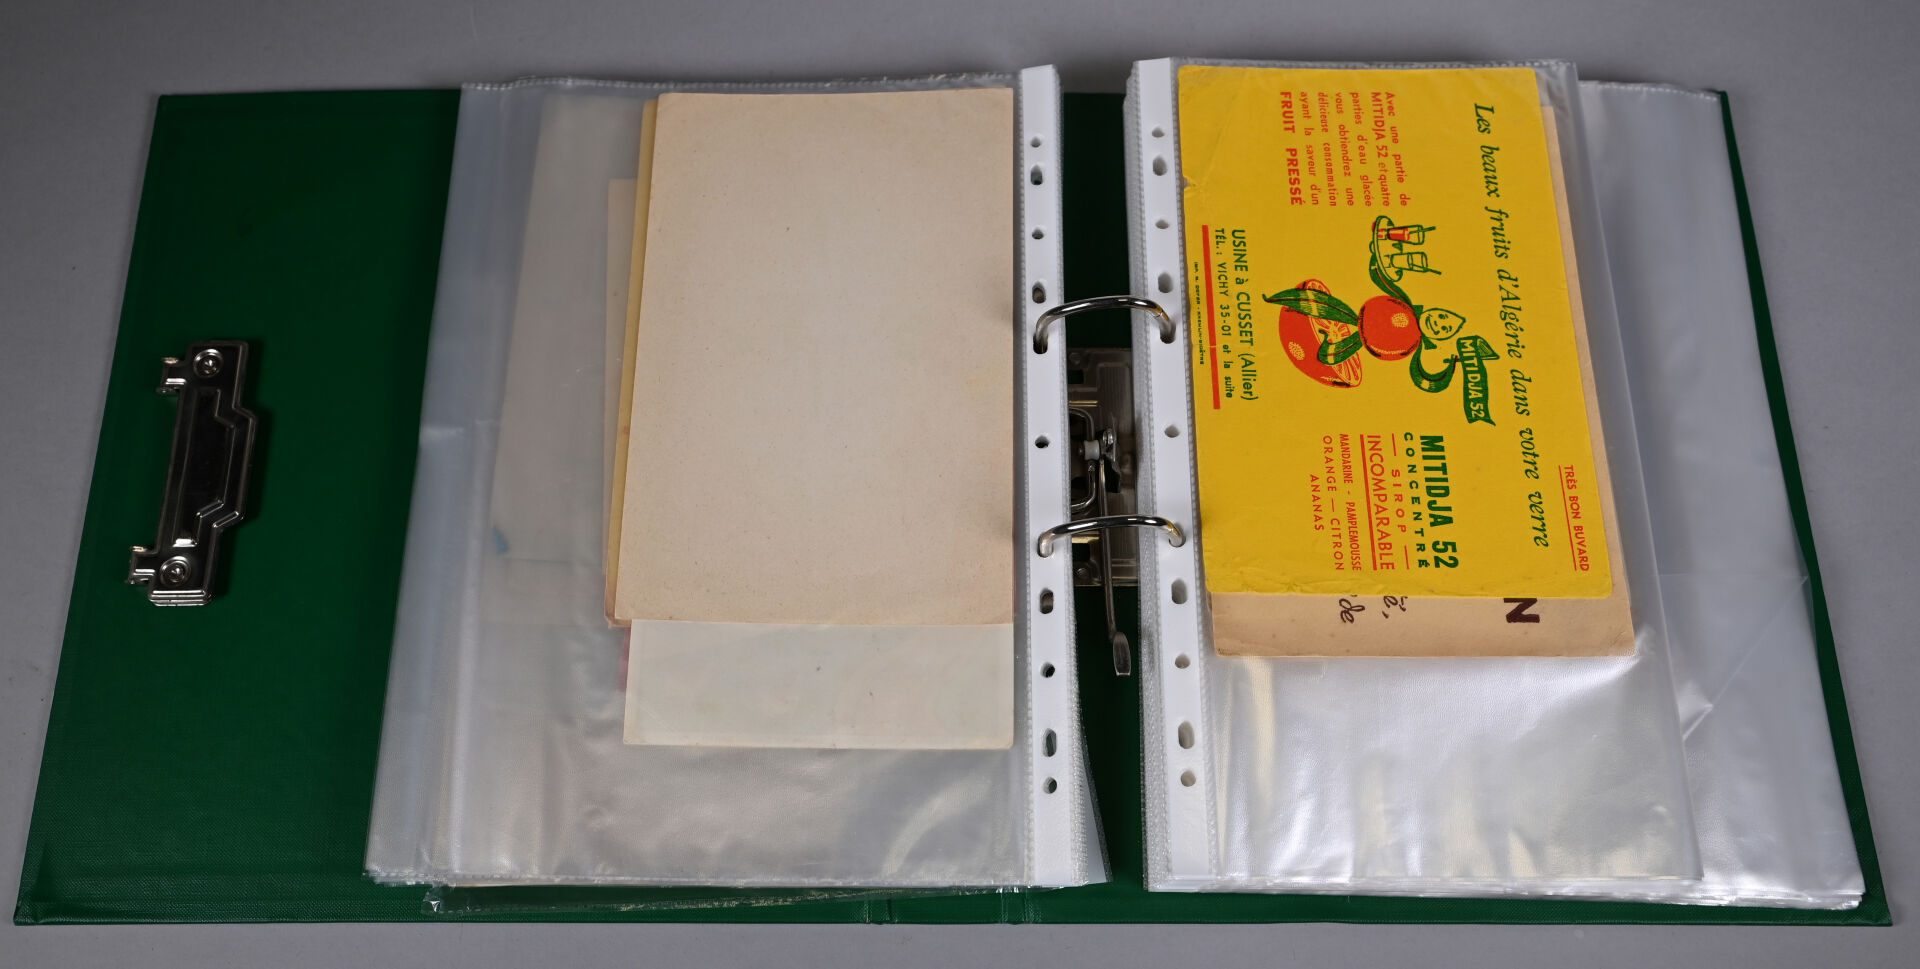 TRÈS BON BUVARD
Les beaux fruits d'Algérie dans votre verre
Avec une partie de
MITIDJA 52 et quatre
parties d'eau glacée
vous obtiendrez une
délicieuse consommation
ayant la saveur d'un
FRUIT PRESSÉ
MITIDJA 52
MITIDJA 52
CONCENTRÉ
— SIROP —
INCOMPARABLE
MANDARINE - PAMPLEMOUSSE
ORANGE — CITRON
ANANAS
USINE à CUSSET (Allier)
TÉL. : VICHY 35-01 et la suite
N
é,
de